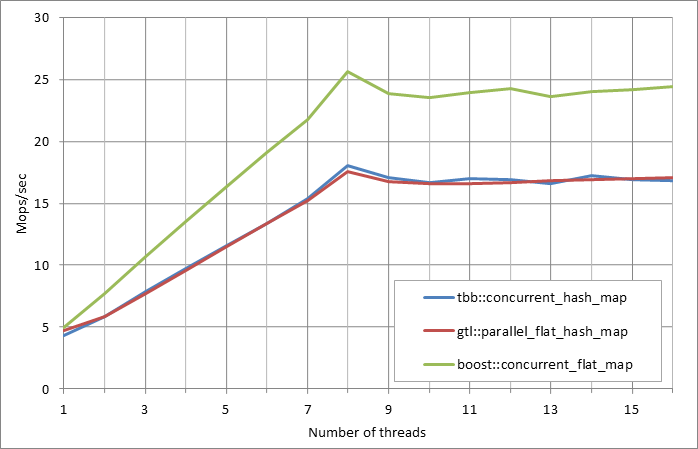 30
25
20
15
10
5
0
Mops/sec
tbb::concurrent_hash_map
gtl::parallel_flat_hash_map
boost::concurrent_flat_map
1 3 5 7 9 11 13 15
Number of threads